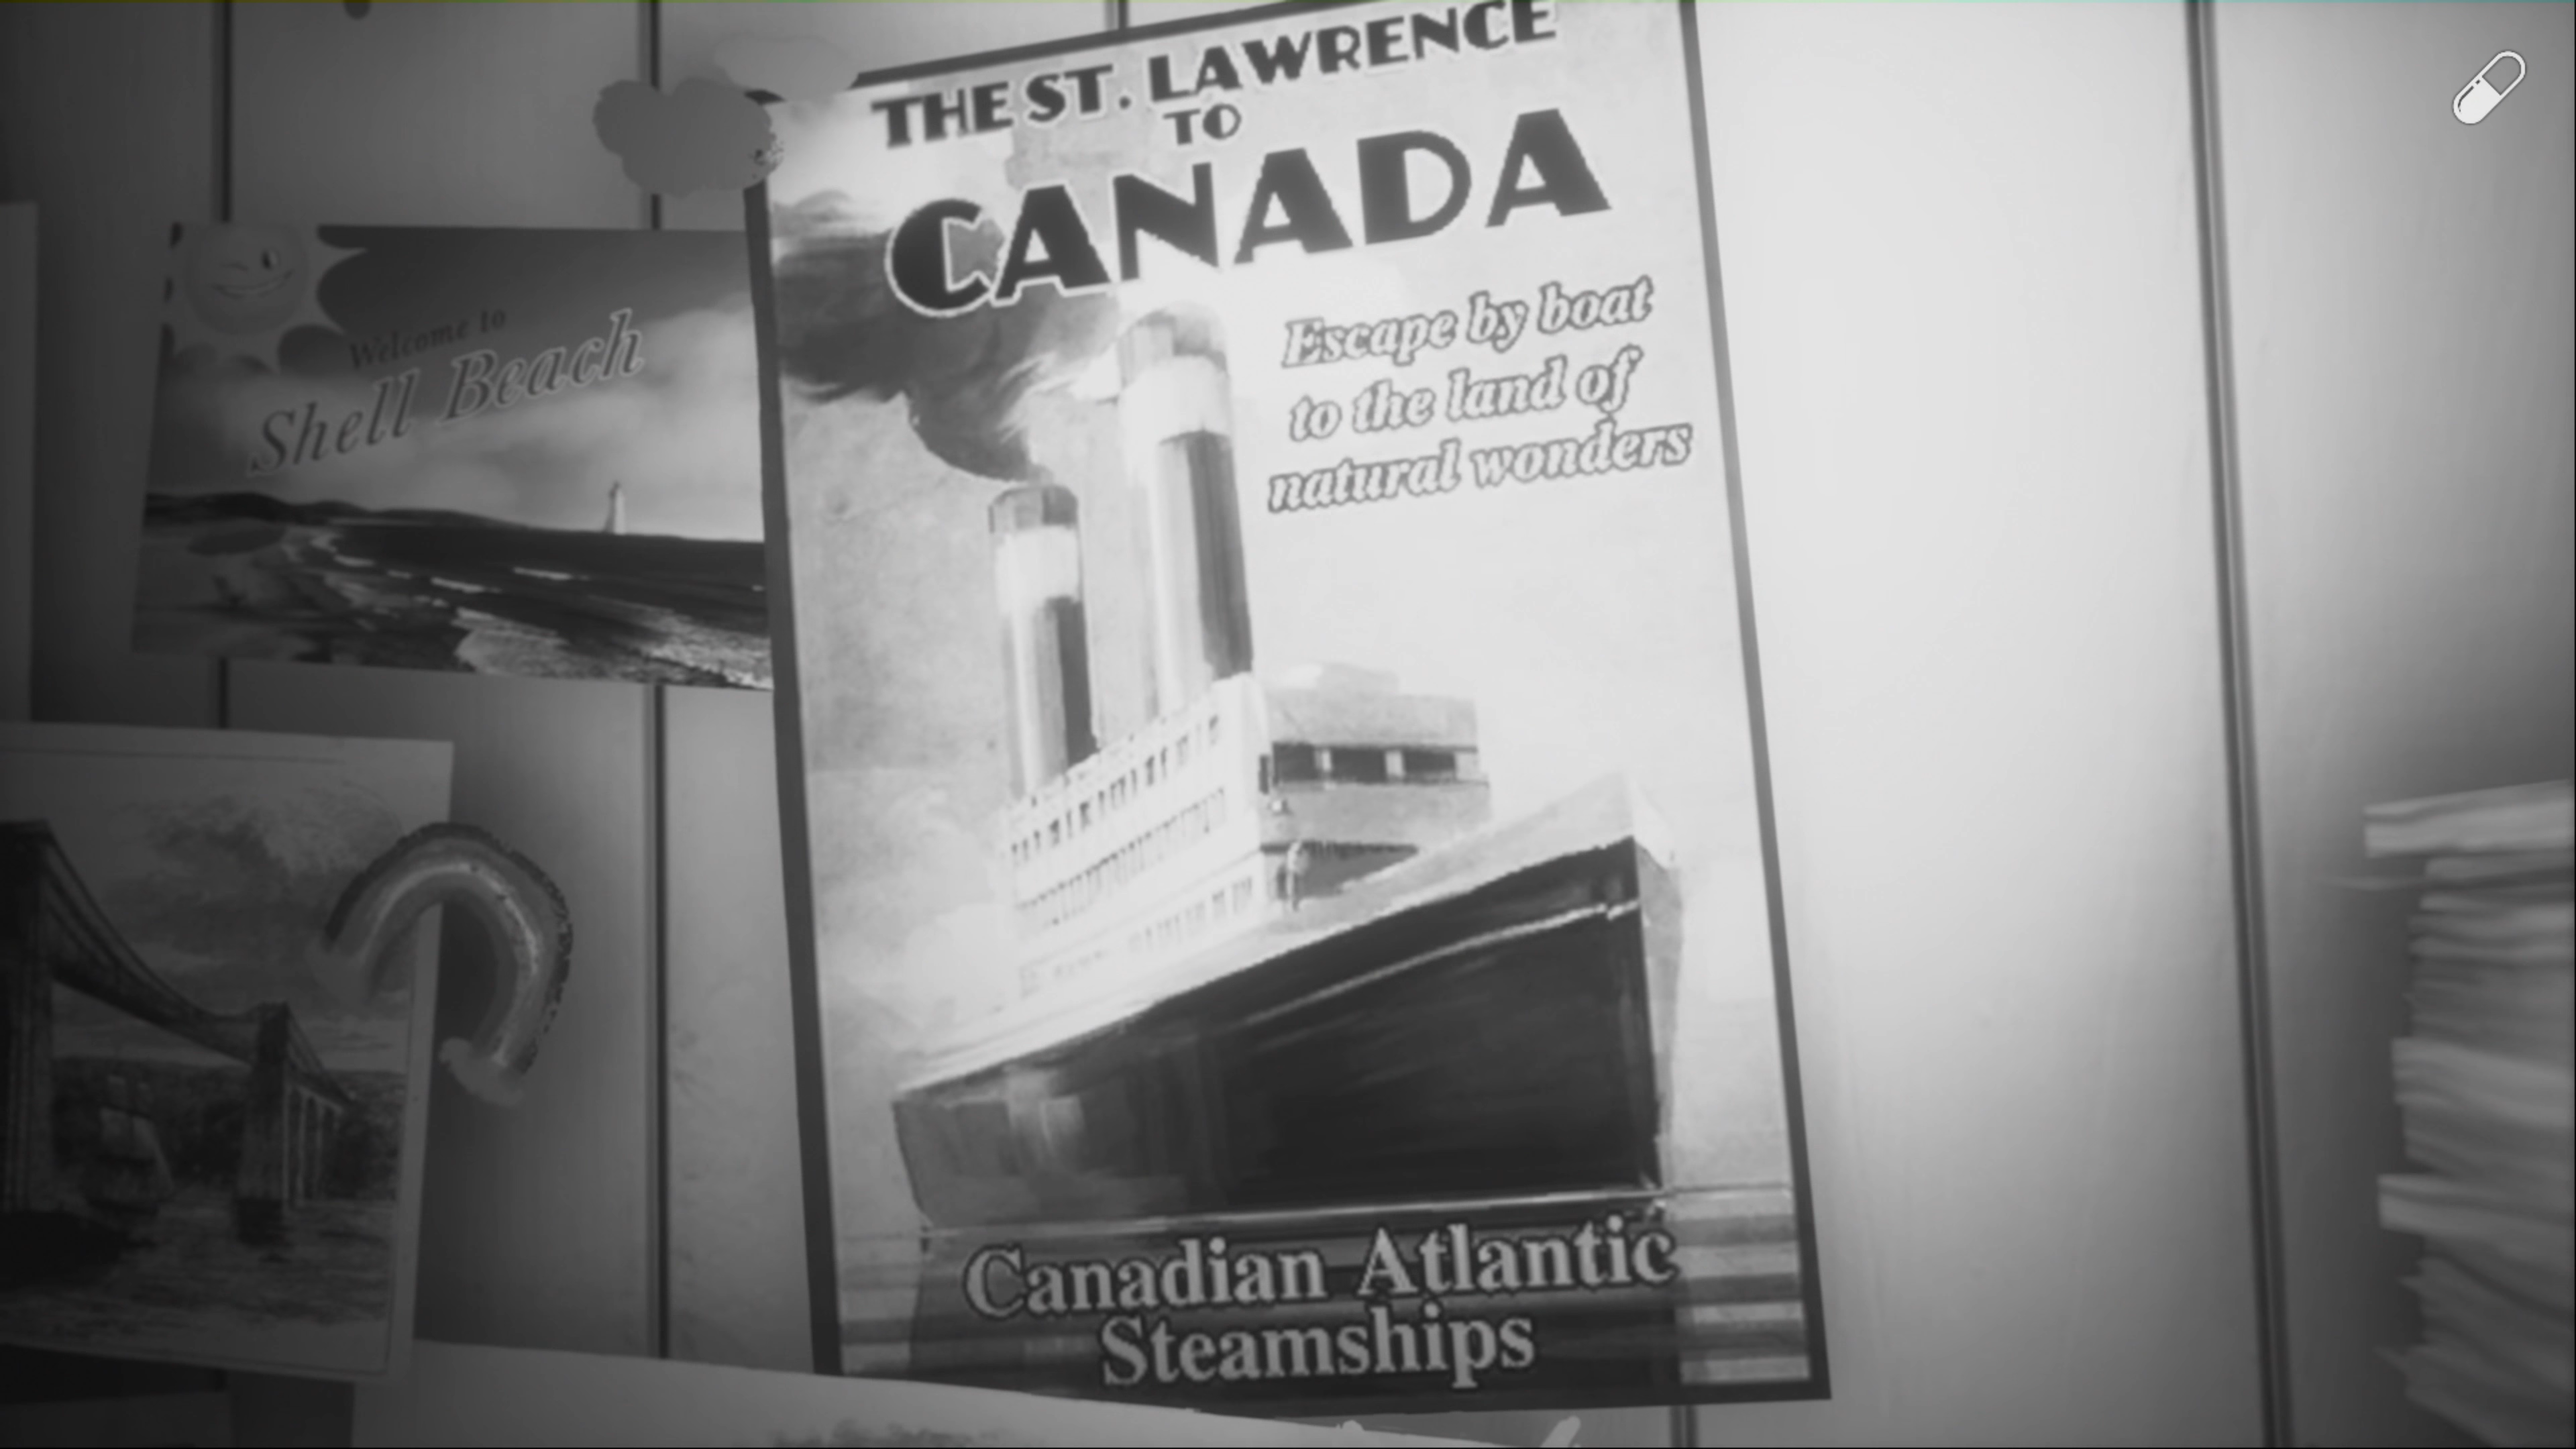 THE ST. LAWRENCE
TO
CANADA
Escape by boat
to the land of
natural wonders
Canadian Atlantic
Steamships
Welcome to
Shell Beach